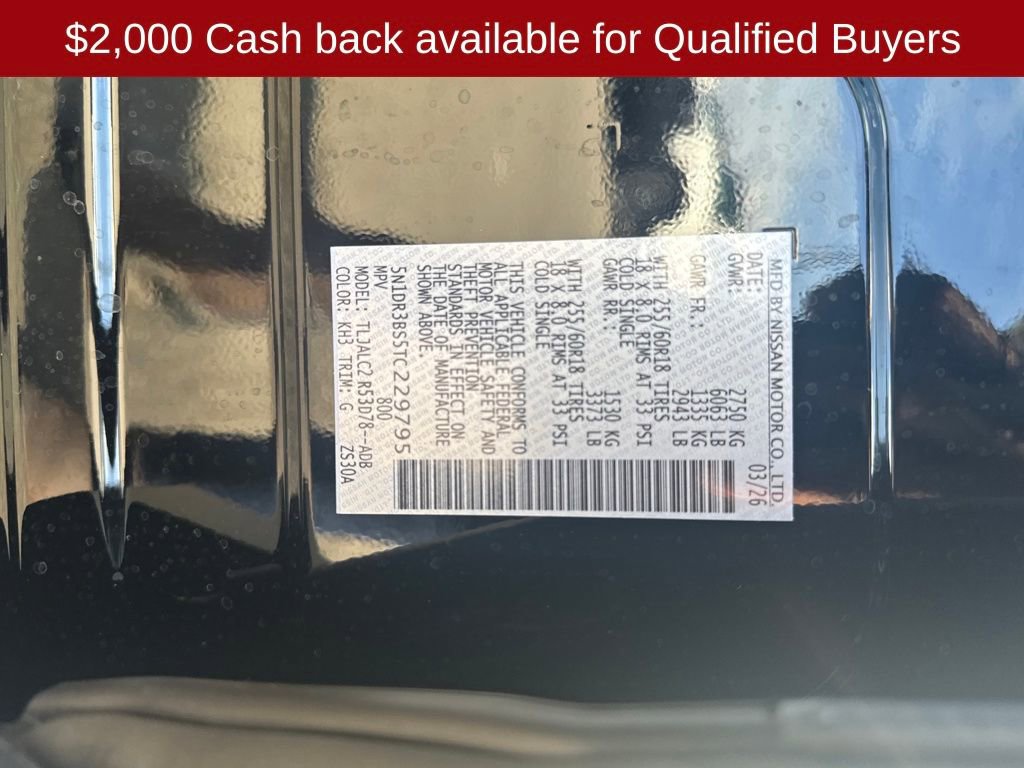 $2,000 Cash back available for Qualified Buyers
MFD BY NISSAN MOTOR CO., LTD.
DATE: 03/26
GVWR: 2750 KG
6063 LB
GAWR FR.: 1335 KG
2943 LB
WITH 255/60R18 TIRES
18 X 8.0 RIMS AT 33 PSI
COLD SINGLE
GAWR RR.: 1530 KG
3373 LB
WITH 255/60R18 TIRES
18 X 8.0 RIMS AT 33 PSI
COLD SINGLE
THIS VEHICLE CONFORMS TO
ALL APPLICABLE FEDERAL
MOTOR VEHICLE SAFETY AND
THEFT PREVENTION
STANDARDS IN EFFECT ON
THE DATE OF MANUFACTURE
SHOWN ABOVE.
5N1DR3BS5TC229795
MPV 800
MODEL: TLJALCZ R53D78--ADB
COLOR: KH3 TRIM: G ZS30A